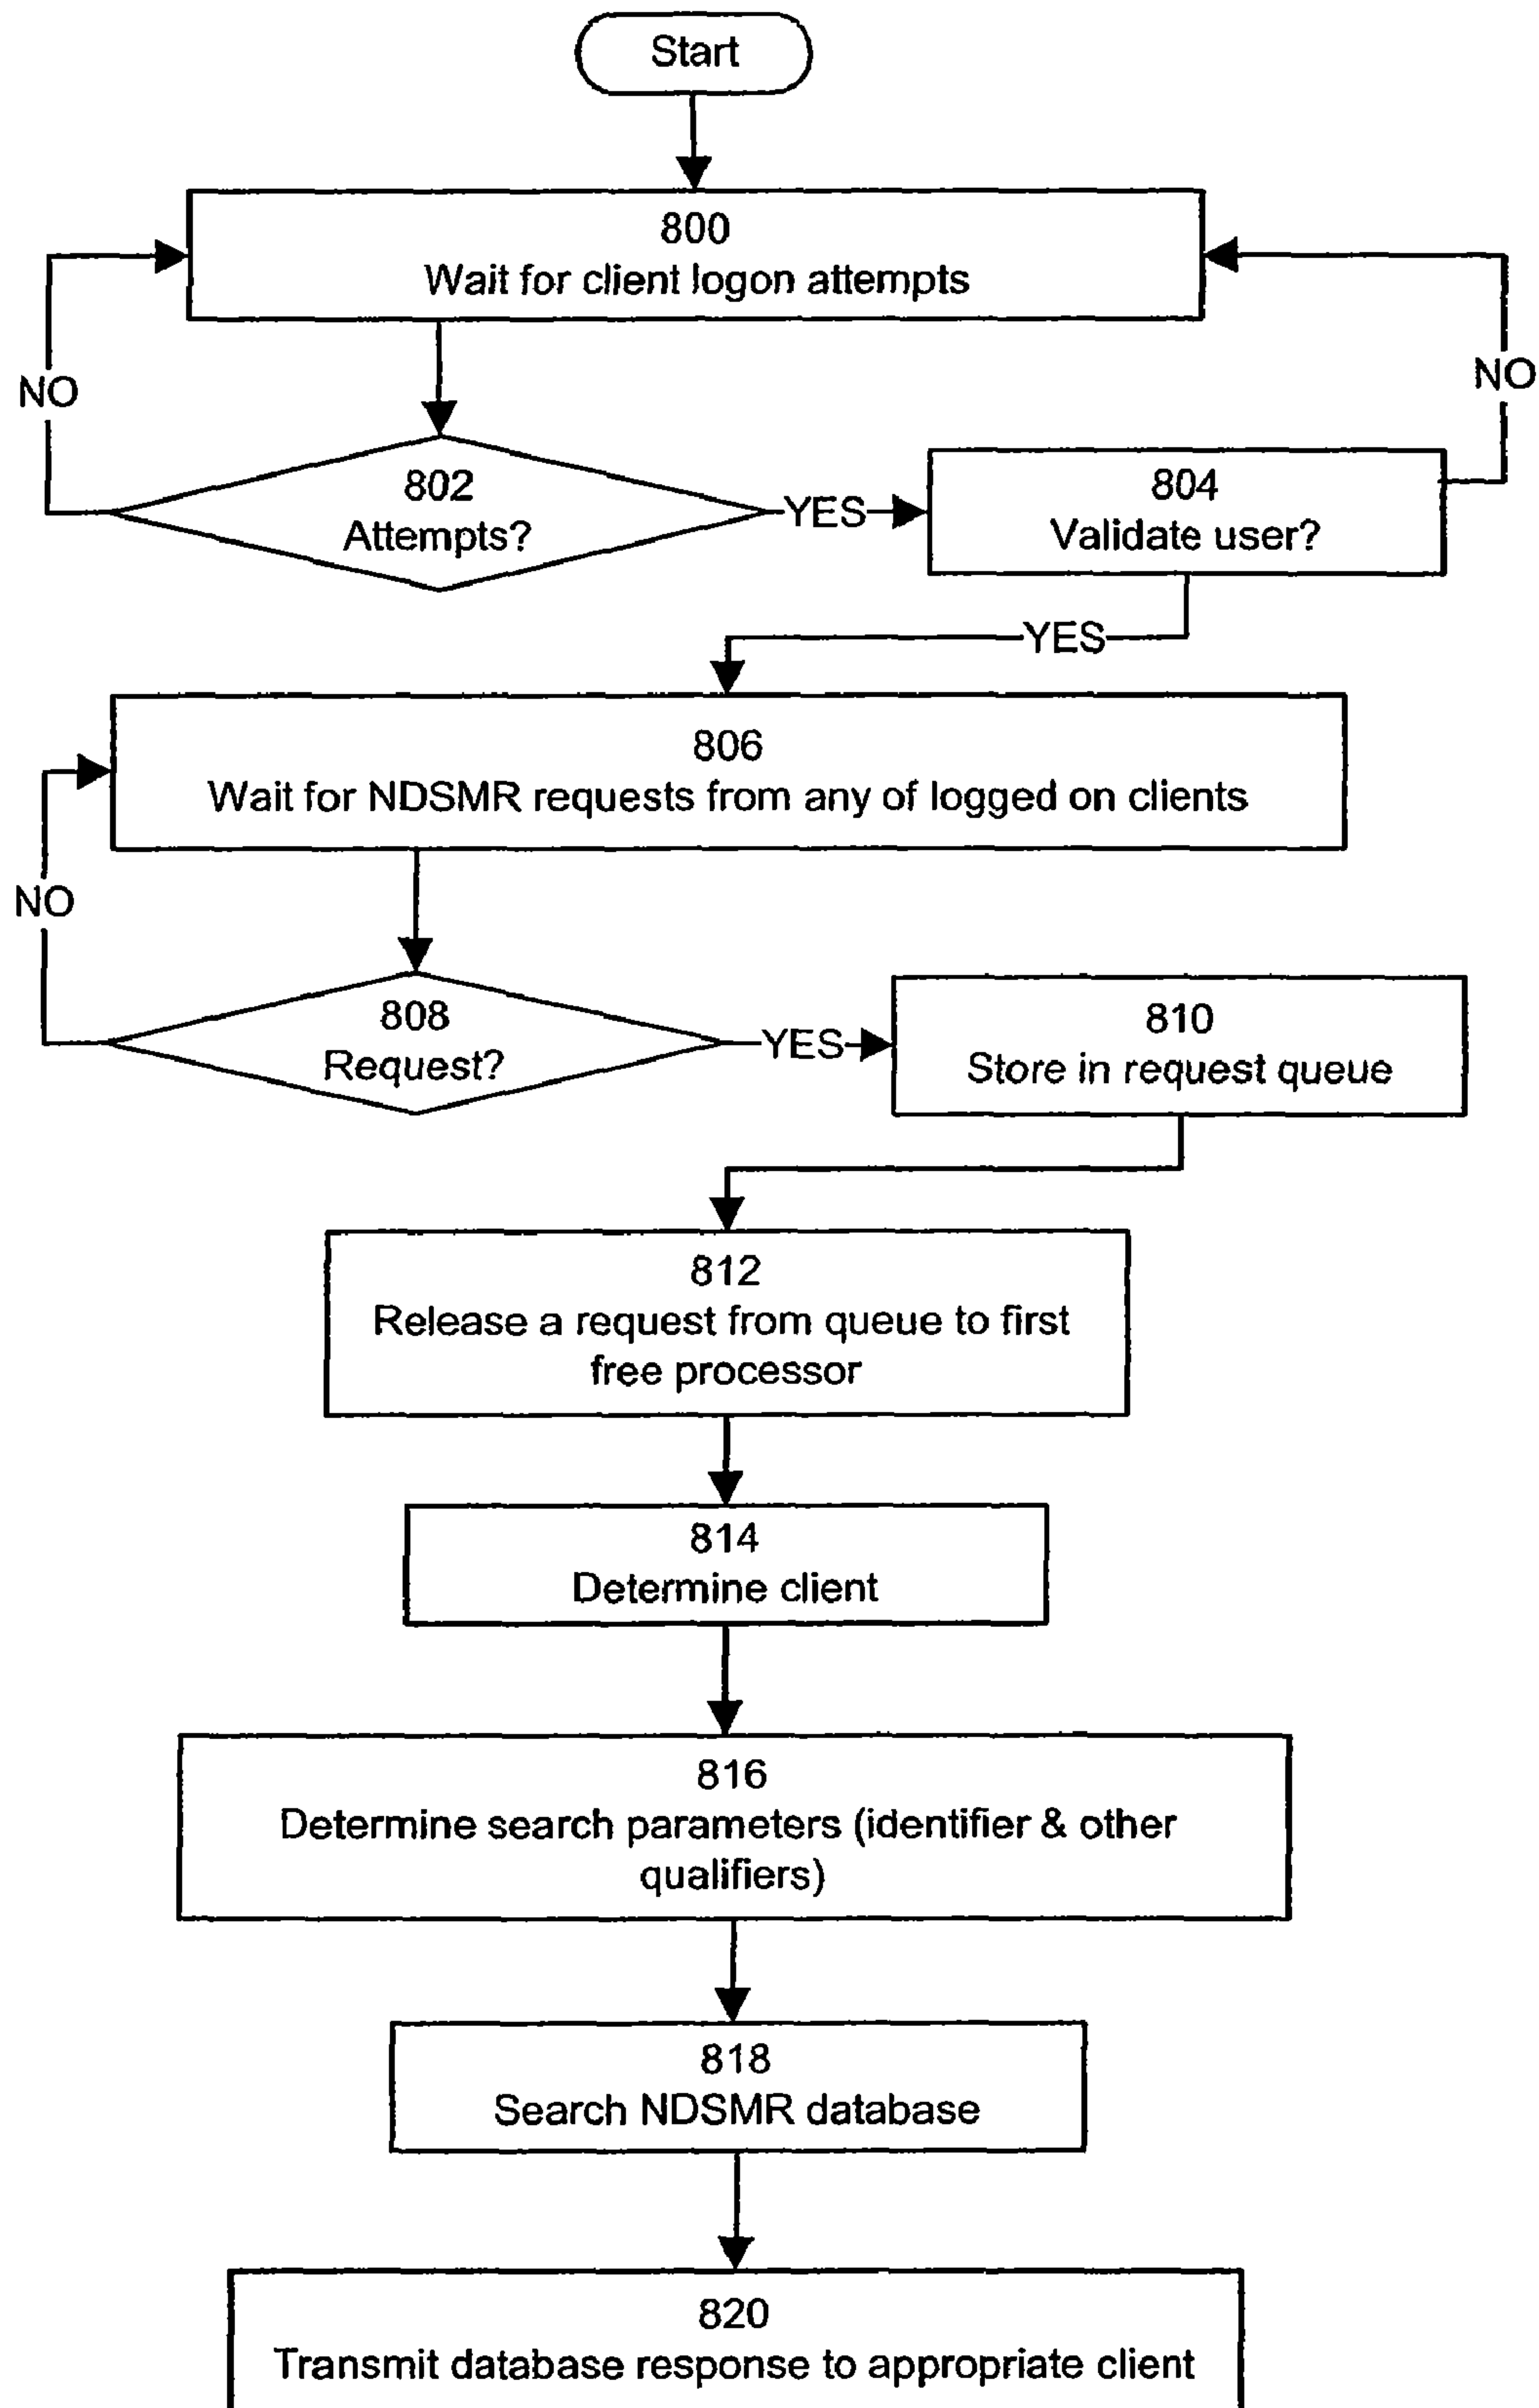 Start
800
Wait for client logon attempts
NO
NO
802
Attempts?
YES
804
Validate user?
YES
806
Wait for NDSMR requests from any of logged on clients
NO
808
Request?
YES
810
Store in request queue
812
Release a request from queue to first
free processor
814
Determine client
816
Determine search parameters (identifier & other
qualifiers)
818
Search NDSMR database
820
Transmit database response to appropriate client